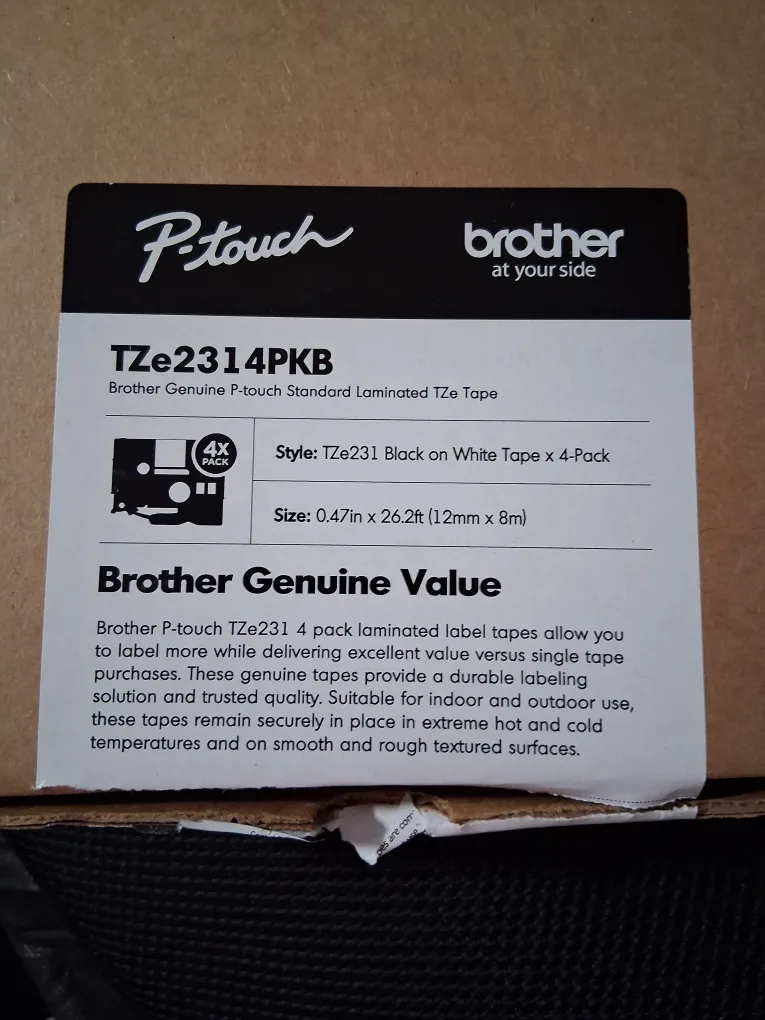 P-touch
brother
at your side
TZe2314PKB
Brother Genuine P-touch Standard Laminated TZe Tape
4X
PACK
Style: TZe231 Black on White Tape x 4-Pack
Size: 0.47in x 26.2ft (12mm x 8m)
Brother Genuine Value
Brother P-touch TZe231 4 pack laminated label tapes allow you
to label more while delivering excellent value versus single tape
purchases. These genuine tapes provide a durable labeling
solution and trusted quality. Suitable for indoor and outdoor use,
these tapes remain securely in place in extreme hot and cold
temperatures and on smooth and rough textured surfaces.
are com